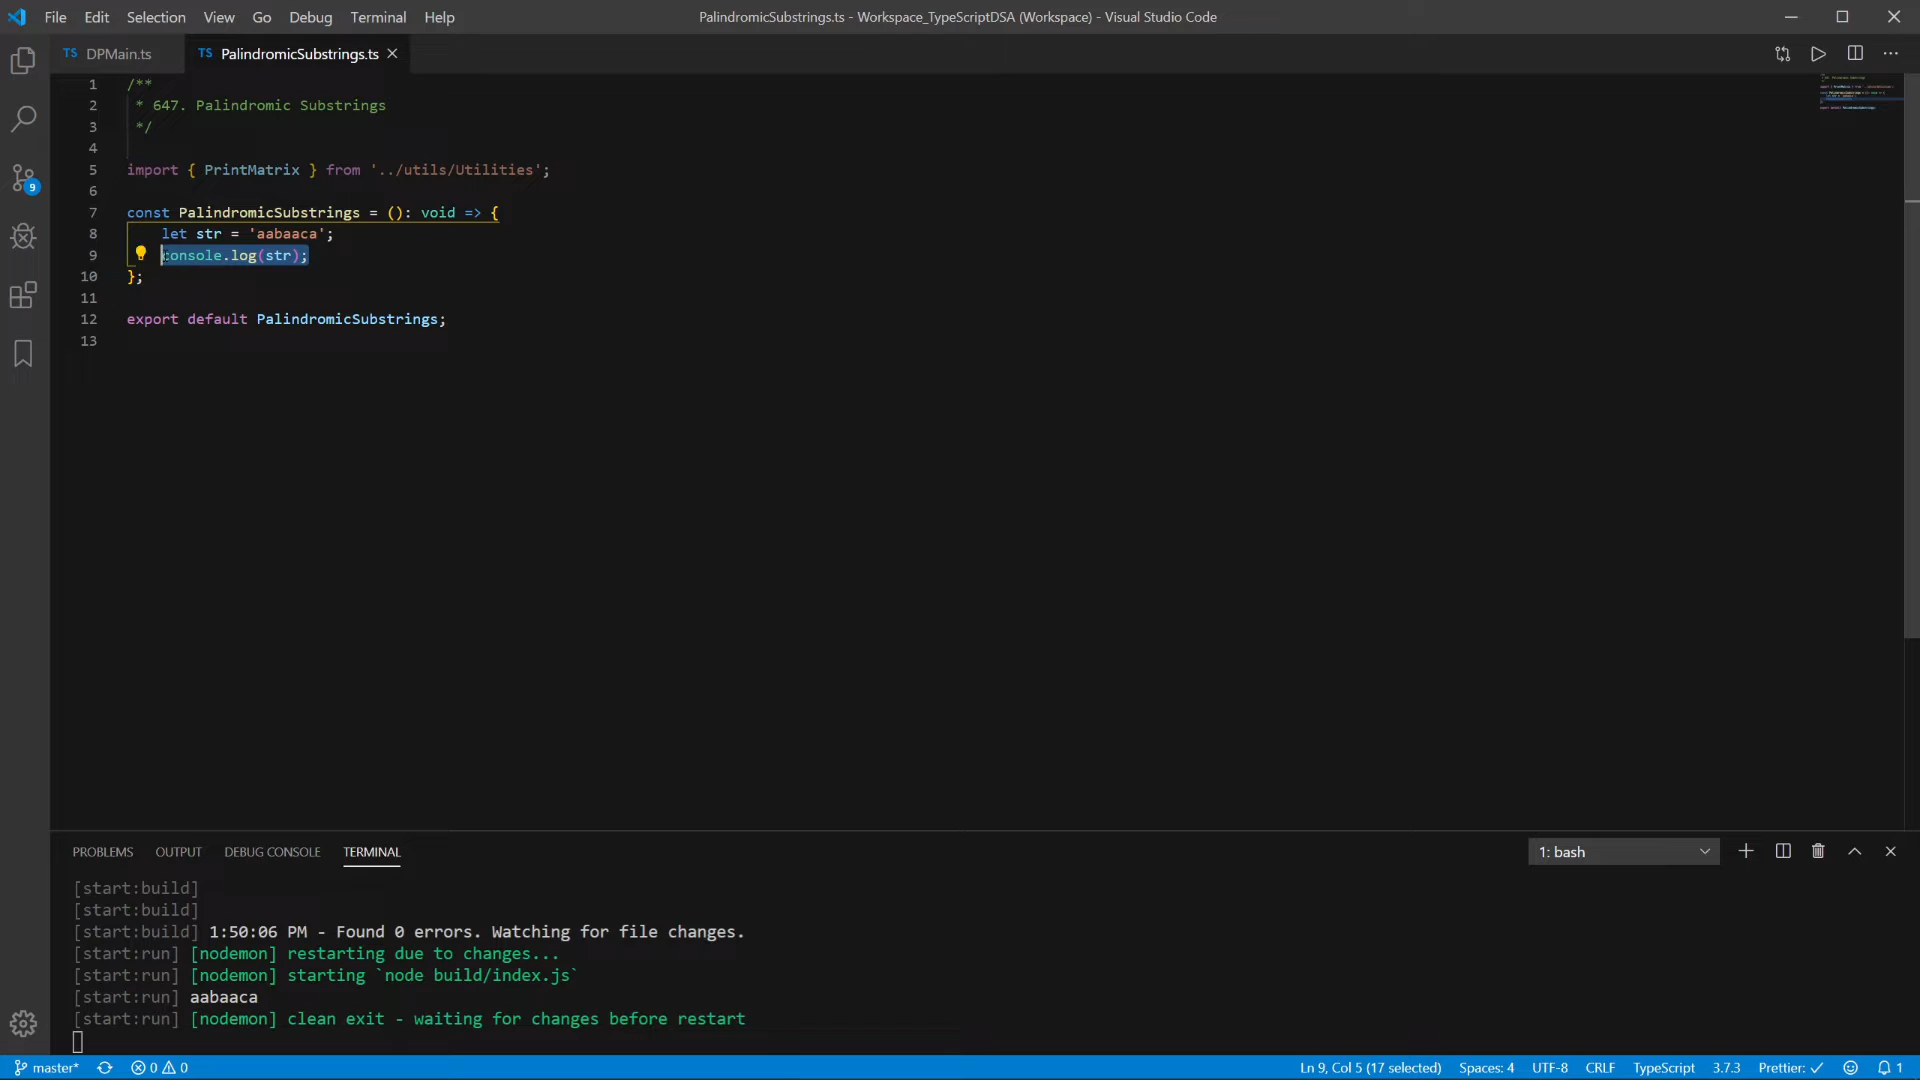 File Edit Selection View Go Debug Terminal Help
PalindromicSubstrings.ts - Workspace_TypeScriptDSA (Workspace) - Visual Studio Code
TS DPMain.ts
TS PalindromicSubstrings.ts
1 /**
2 * 647. Palindromic Substrings
3 */
4
5 import { PrintMatrix } from '../utils/Utilities';
6
7 const PalindromicSubstrings = (): void => {
8 let str = 'aabaaca';
9 console.log(str);
10 };
11
12 export default PalindromicSubstrings;
13
9
PROBLEMS OUTPUT DEBUG CONSOLE TERMINAL
1: bash
[start:build]
[start:build]
[start:build] 1:50:06 PM - Found 0 errors. Watching for file changes.
[start:run] [nodemon] restarting due to changes...
[start:run] [nodemon] starting `node build/index.js`
[start:run] aabaaca
[start:run] [nodemon] clean exit - waiting for changes before restart
master* 0 0 Ln 9, Col 5 (17 selected) Spaces: 4 UTF-8 CRLF TypeScript 3.7.3 Prettier: ✓ 1